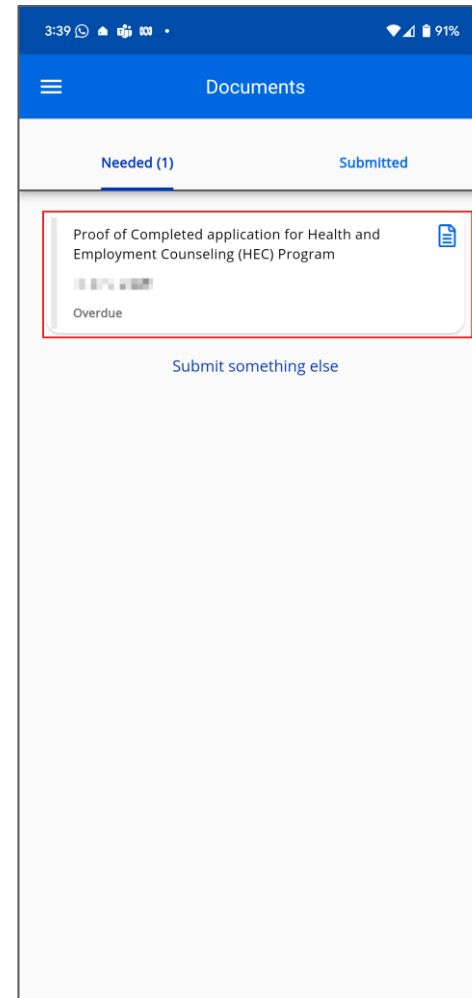 3:39
91%
Documents
Needed (1)
Submitted
Proof of Completed application for Health and
Employment Counseling (HEC) Program
Overdue
Submit something else